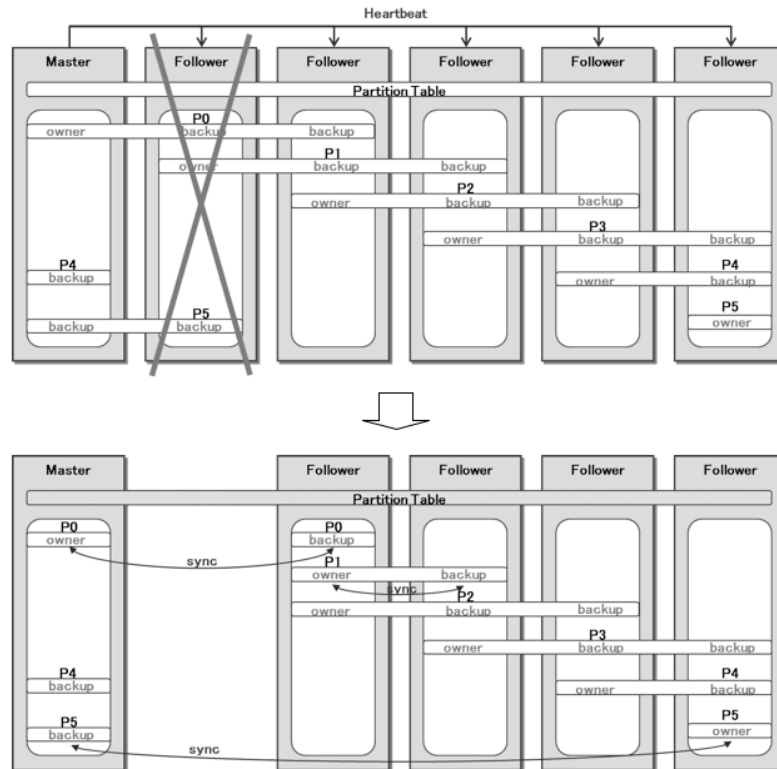 Heartbeat
Master Follower Follower Follower Follower Follower
Partition Table
P0
owner backup backup
P1
owner backup backup
P2
owner backup backup
P3
owner backup backup
P4 P4
backup owner backup
P5 P5
backup backup owner
Master Follower Follower Follower Follower
Partition Table
P0 P0
owner backup
sync
P1
owner backup
sync
P2
owner backup backup
P3
owner backup backup
P4 P4
backup owner backup
P5 P5
backup owner
sync